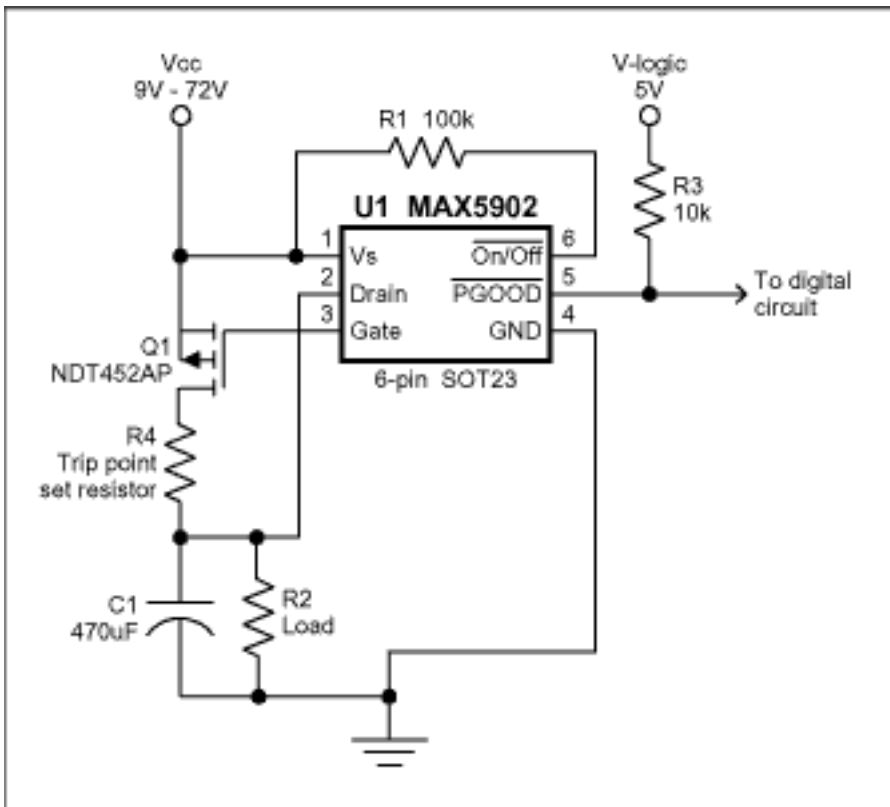 Vcc
9V - 72V
V-logic
5V
R1 100k
R3
10k
U1 MAX5902
1
Vs
On/Off
6
2
Drain
PGOOD
5
3
Gate
GND
4
To digital
circuit
Q1
NDT452AP
6-pin SOT23
R4
Trip point
set resistor
C1
470uF
R2
Load